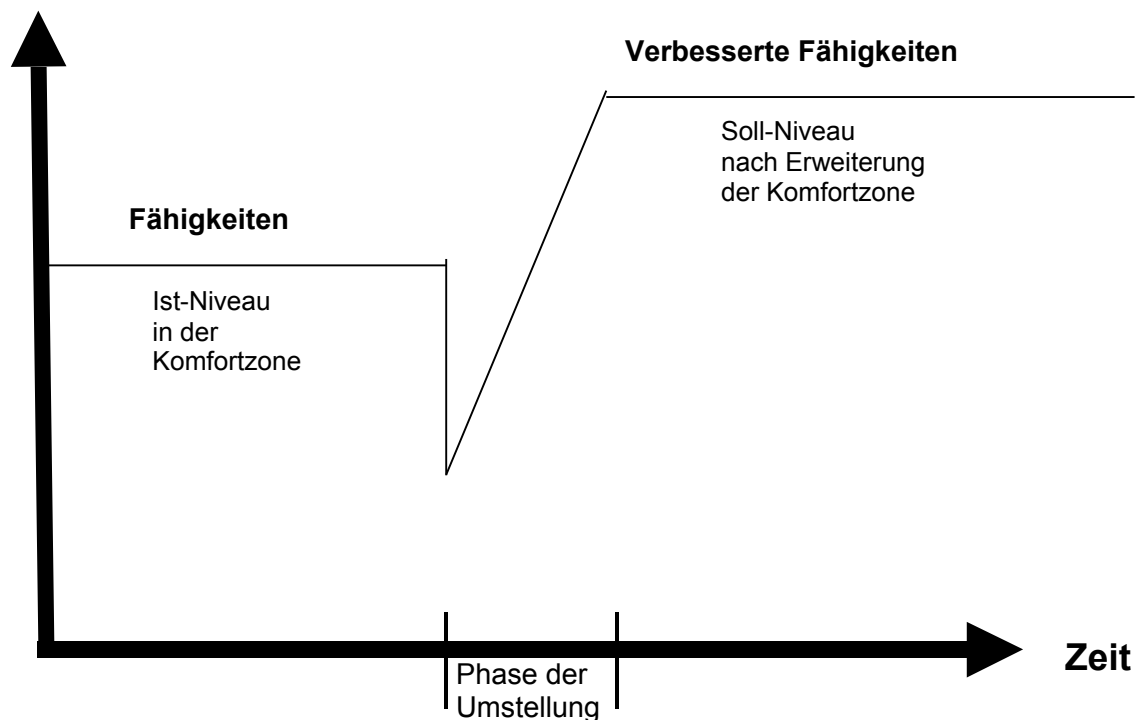 Verbesserte Fähigkeiten
Soll-Niveau
nach Erweiterung
der Komfortzone
Fähigkeiten
Ist-Niveau
in der
Komfortzone
Zeit
Phase der
Umstellung